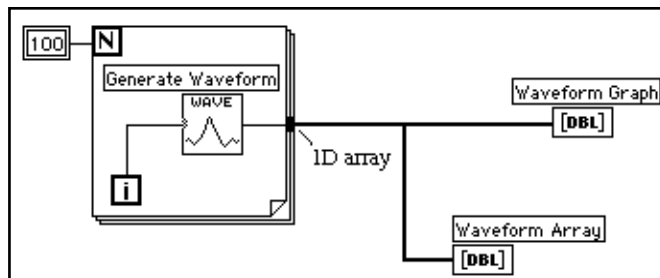 100
N
Generate Waveform
WAVE
i
1D array
Waveform Graph
[DBL]
Waveform Array
[DBL]